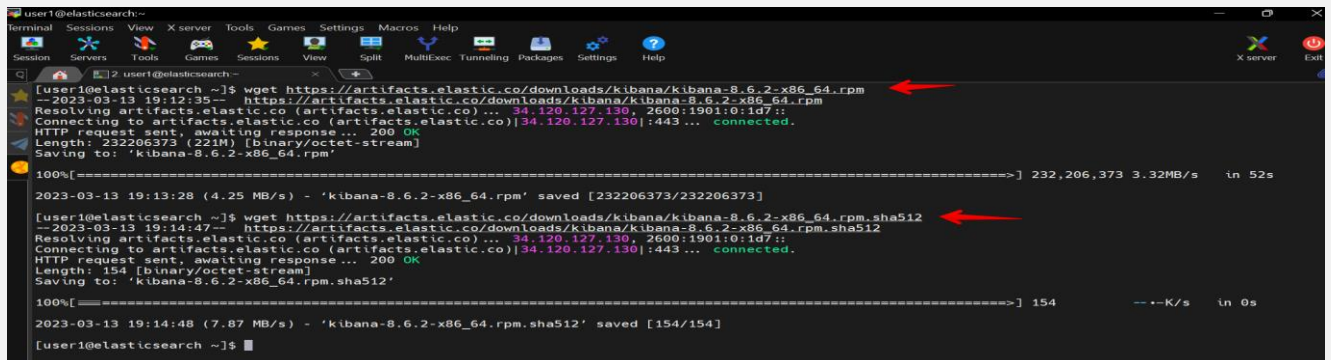 user1@elasticsearch:~
Terminal Sessions View X server Tools Games Settings Macros Help
Session Servers Tools Games Sessions View Split MultiExec Tunneling Packages Settings Help X server Exit
2. user1@elasticsearch:~
[user1@elasticsearch ~]$ wget https://artifacts.elastic.co/downloads/kibana/kibana-8.6.2-x86_64.rpm
--2023-03-13 19:12:35-- https://artifacts.elastic.co/downloads/kibana/kibana-8.6.2-x86_64.rpm
Resolving artifacts.elastic.co (artifacts.elastic.co)... 34.120.127.130, 2600:1901:0:1d7::
Connecting to artifacts.elastic.co (artifacts.elastic.co)|34.120.127.130|:443... connected.
HTTP request sent, awaiting response... 200 OK
Length: 232206373 (221M) [binary/octet-stream]
Saving to: ‘kibana-8.6.2-x86_64.rpm’
100%[======================================================================>] 232,206,373 3.32MB/s in 52s
2023-03-13 19:13:28 (4.25 MB/s) - ‘kibana-8.6.2-x86_64.rpm’ saved [232206373/232206373]
[user1@elasticsearch ~]$ wget https://artifacts.elastic.co/downloads/kibana/kibana-8.6.2-x86_64.rpm.sha512
--2023-03-13 19:14:47-- https://artifacts.elastic.co/downloads/kibana/kibana-8.6.2-x86_64.rpm.sha512
Resolving artifacts.elastic.co (artifacts.elastic.co)... 34.120.127.130, 2600:1901:0:1d7::
Connecting to artifacts.elastic.co (artifacts.elastic.co)|34.120.127.130|:443... connected.
HTTP request sent, awaiting response... 200 OK
Length: 154 [binary/octet-stream]
Saving to: ‘kibana-8.6.2-x86_64.rpm.sha512’
100%[======================================================================>] 154 --.-K/s in 0s
2023-03-13 19:14:48 (7.87 MB/s) - ‘kibana-8.6.2-x86_64.rpm.sha512’ saved [154/154]
[user1@elasticsearch ~]$